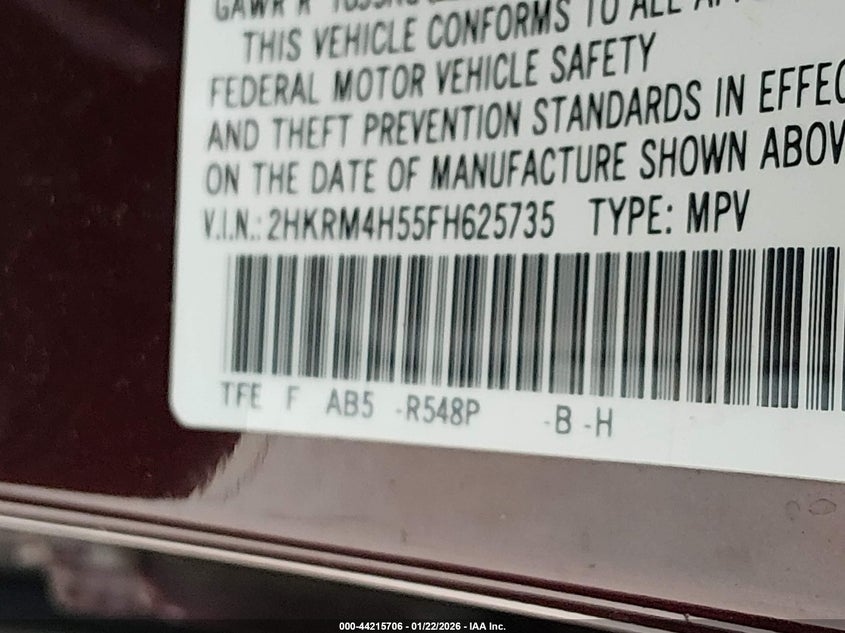 GAWR R
THIS VEHICLE CONFORMS TO ALL
FEDERAL MOTOR VEHICLE SAFETY
AND THEFT PREVENTION STANDARDS IN EFFEC
ON THE DATE OF MANUFACTURE SHOWN ABOV
V.I.N.: 2HKRM4H55FH625735 TYPE: MPV
TFE F AB5 -R548P -B -H
000-44215706 - 01/22/2026 - IAA Inc.